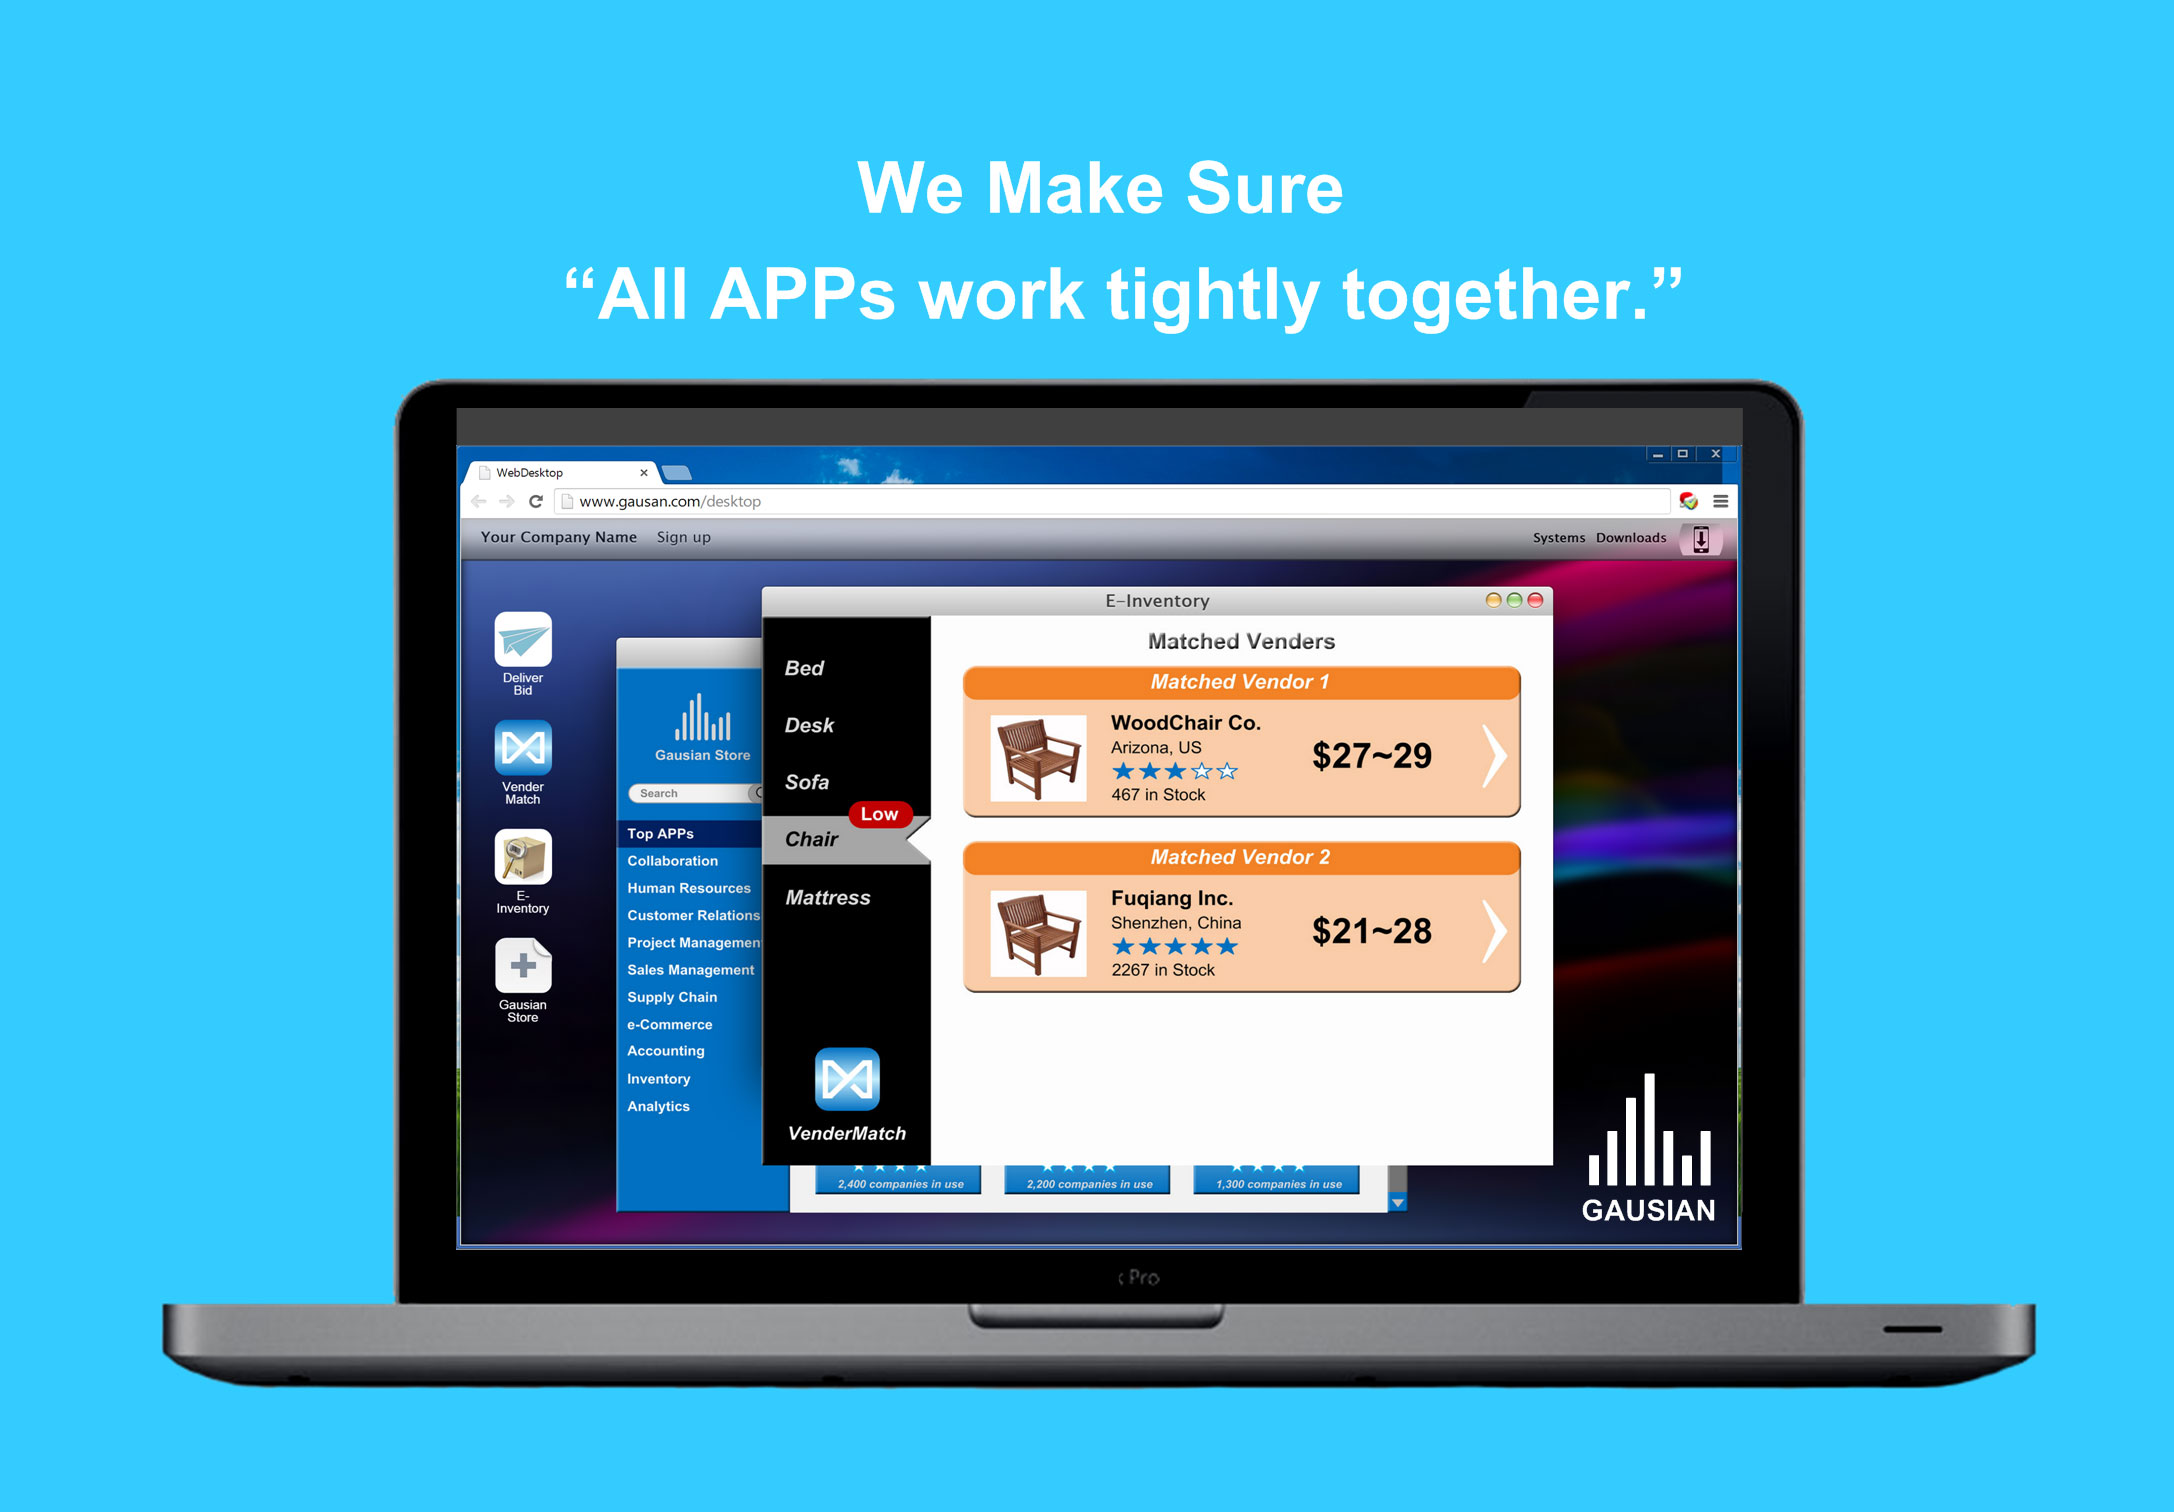 We Make Sure
“All APPs work tightly together.”
WebDesktop
www.gausan.com/desktop
Your Company Name Sign up
Systems Downloads
Deliver
Bid
Vender
Match
E-
Inventory
Gausian
Store
Gausian Store
Search
Top APPs
Collaboration
Human Resources
Customer Relations
Project Managemen
Sales Management
Supply Chain
e-Commerce
Accounting
Inventory
Analytics
E-Inventory
Bed
Desk
Sofa
Low
Chair
Mattress
VenderMatch
Matched Venders
Matched Vendor 1
WoodChair Co.
Arizona, US
467 in Stock
$27~29
Matched Vendor 2
Fuqiang Inc.
Shenzhen, China
2267 in Stock
$21~28
2,400 companies in use
2,200 companies in use
1,300 companies in use
GAUSIAN
Pro